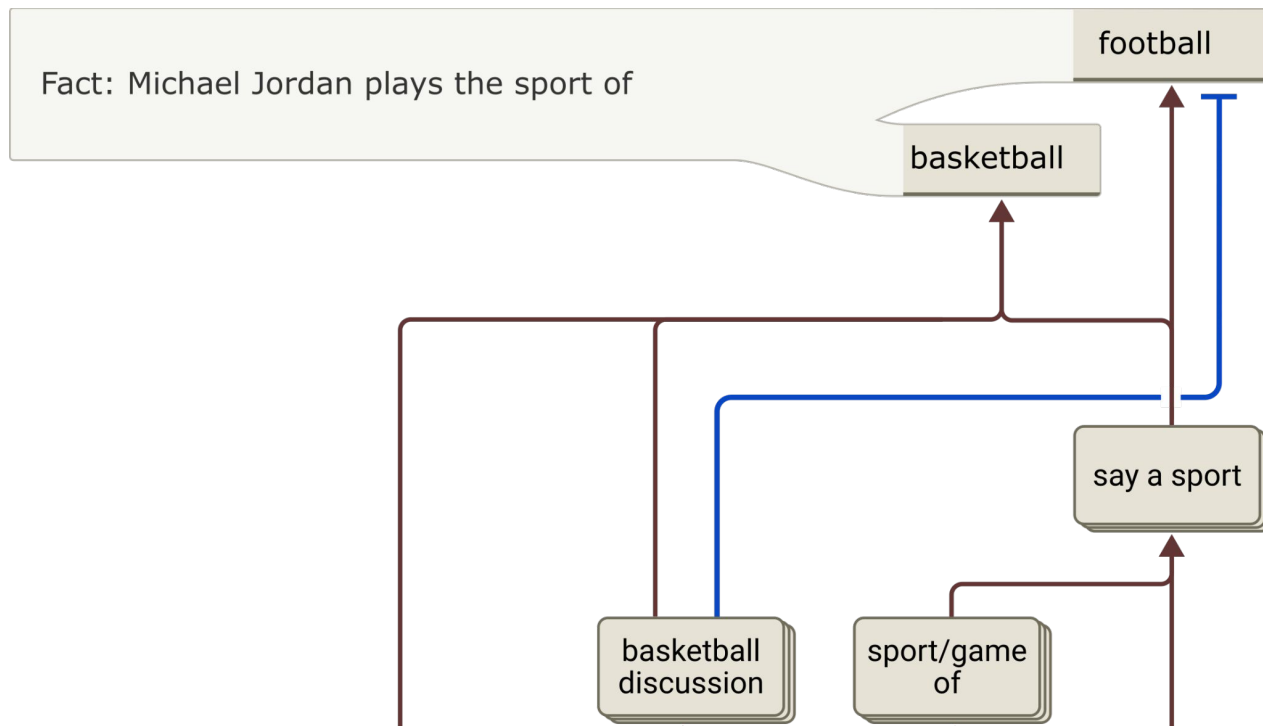 football
Fact: Michael Jordan plays the sport of
basketball
say a sport
basketball
discussion
sport/game
of